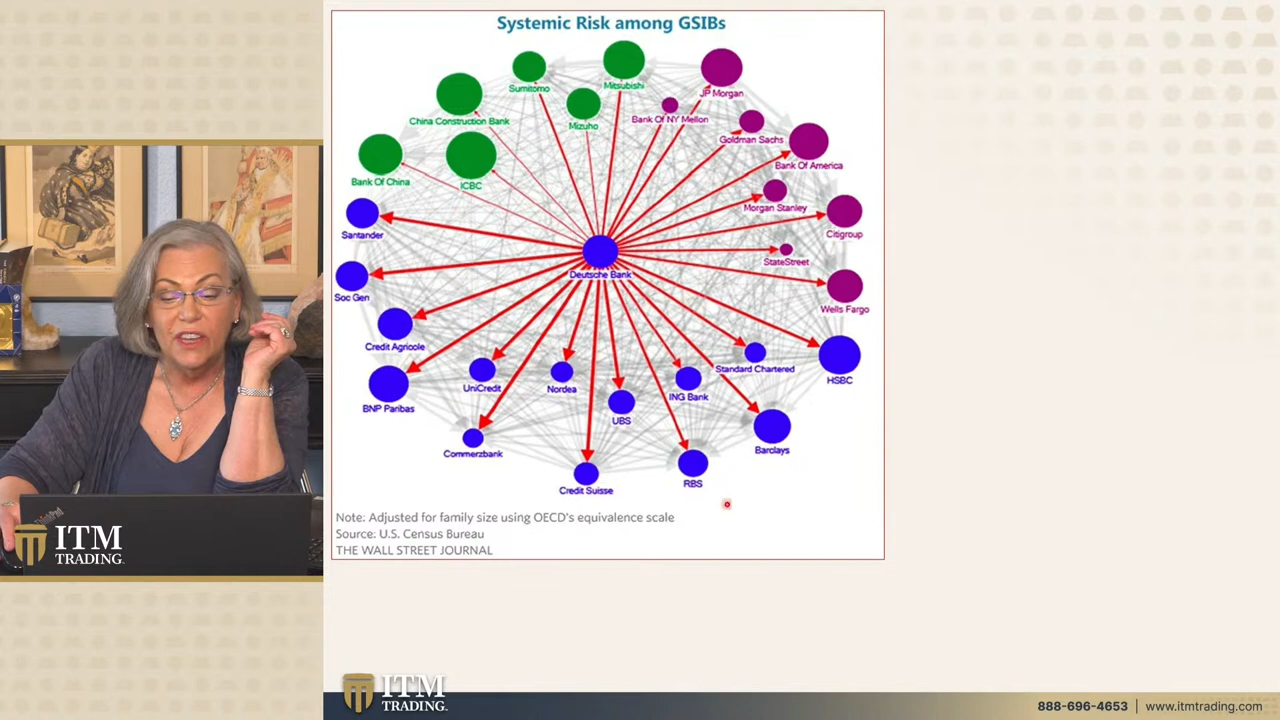 Systemic Risk among GSIBs
Sumitomo
Mitsubishi
JP Morgan
China Construction Bank
Mizuho
Bank Of NY Mellon
Goldman Sachs
Bank Of America
Bank Of China
ICBC
Morgan Stanley
Santander
Citigroup
StateStreet
Deutsche Bank
Soc Gen
Wells Fargo
Credit Agricole
Standard Chartered
HSBC
UniCredit
Nordea
ING Bank
BNP Paribas
UBS
Barclays
Commerzbank
Credit Suisse
RBS
Note: Adjusted for family size using OECD's equivalence scale
Source: U.S. Census Bureau
THE WALL STREET JOURNAL
ITM
TRADING.
ITM
TRADING.
888-696-4653 | www.itmtrading.com